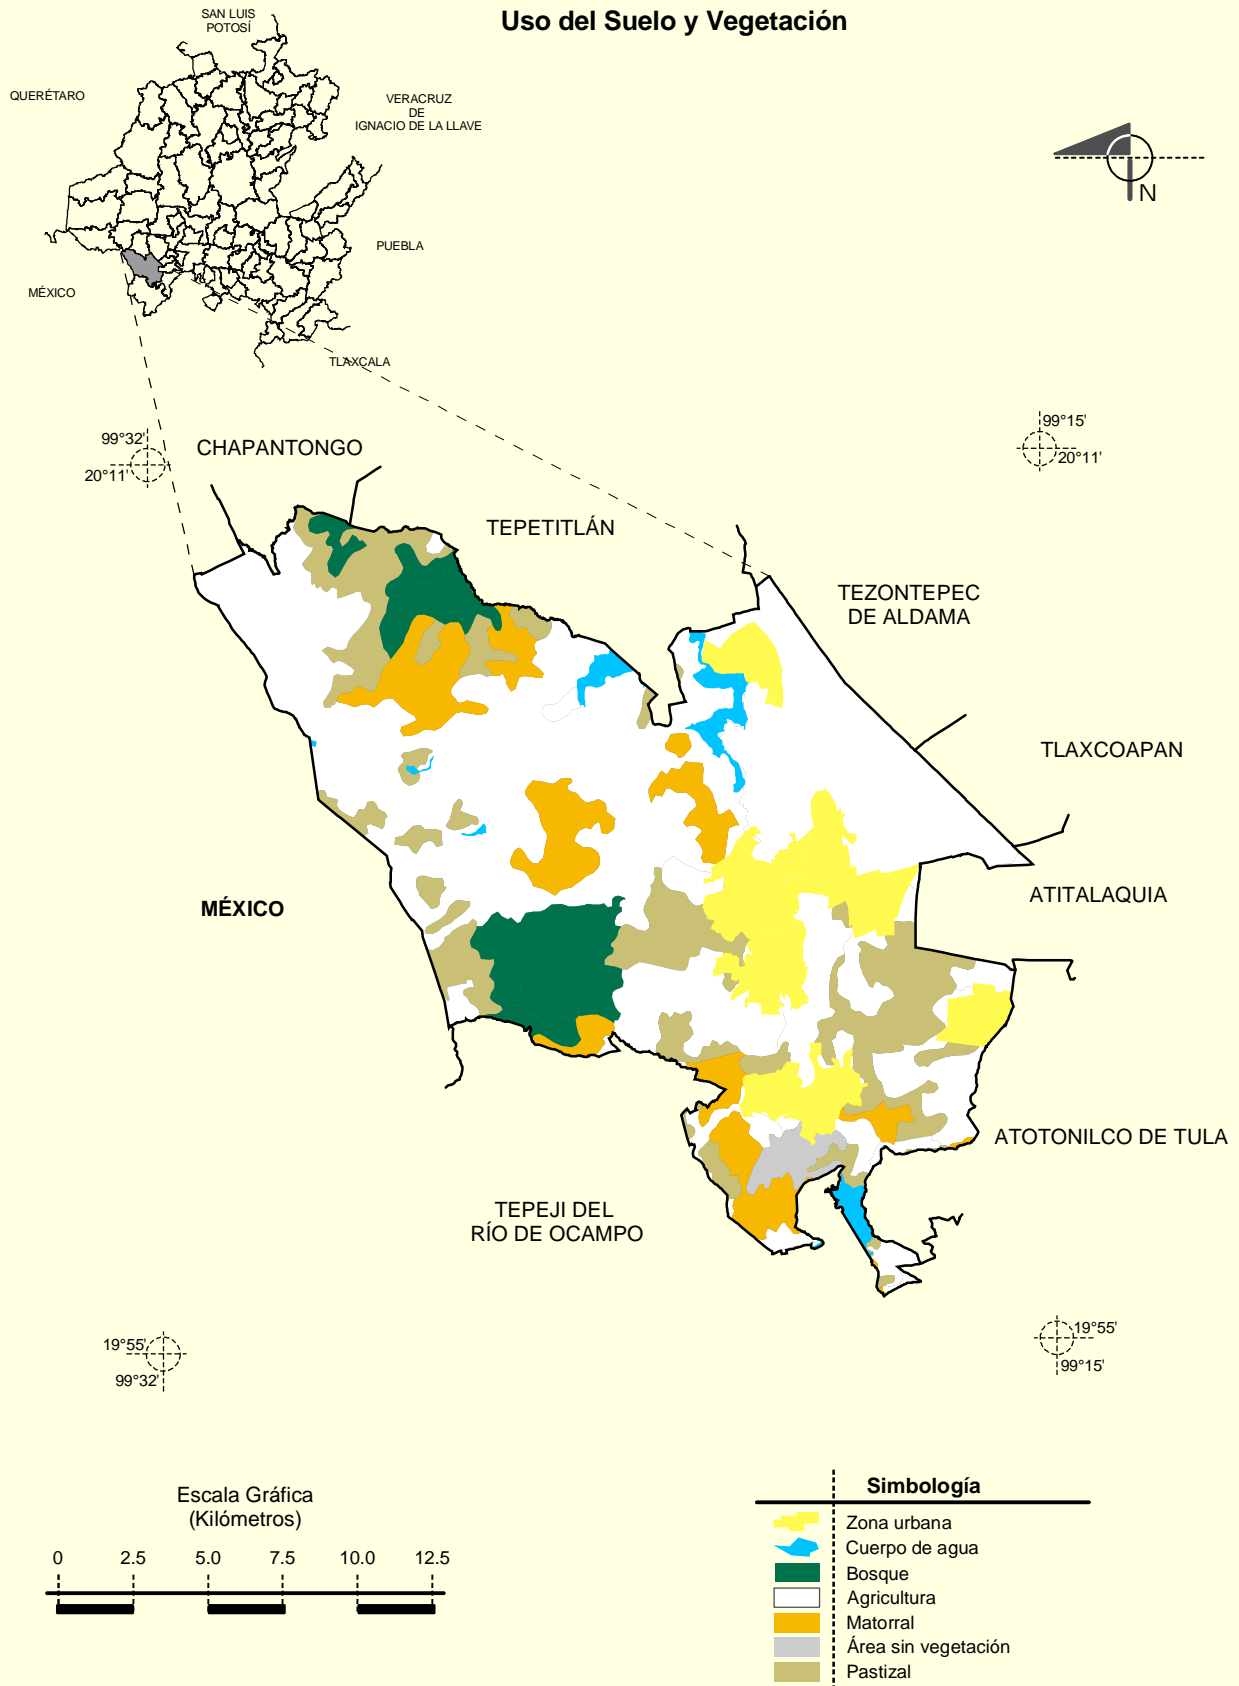 Uso del Suelo y Vegetación
SAN LUIS
POTOSÍ
QUERÉTARO
VERACRUZ
DE
IGNACIO DE LA LLAVE
PUEBLA
MÉXICO
TLAXCALA
N
99°32'
20°11'
99°15'
20°11'
CHAPANTONGO
TEPETITLÁN
TEZONTEPEC
DE ALDAMA
TLAXCOAPAN
ATITALAQUIA
MÉXICO
ATOTONILCO DE TULA
TEPEJI DEL
RÍO DE OCAMPO
19°55'
99°32'
19°55'
99°15'
Escala Gráfica
(Kilómetros)
0 2.5 5.0 7.5 10.0 12.5
Simbología
Zona urbana
Cuerpo de agua
Bosque
Agricultura
Matorral
Área sin vegetación
Pastizal